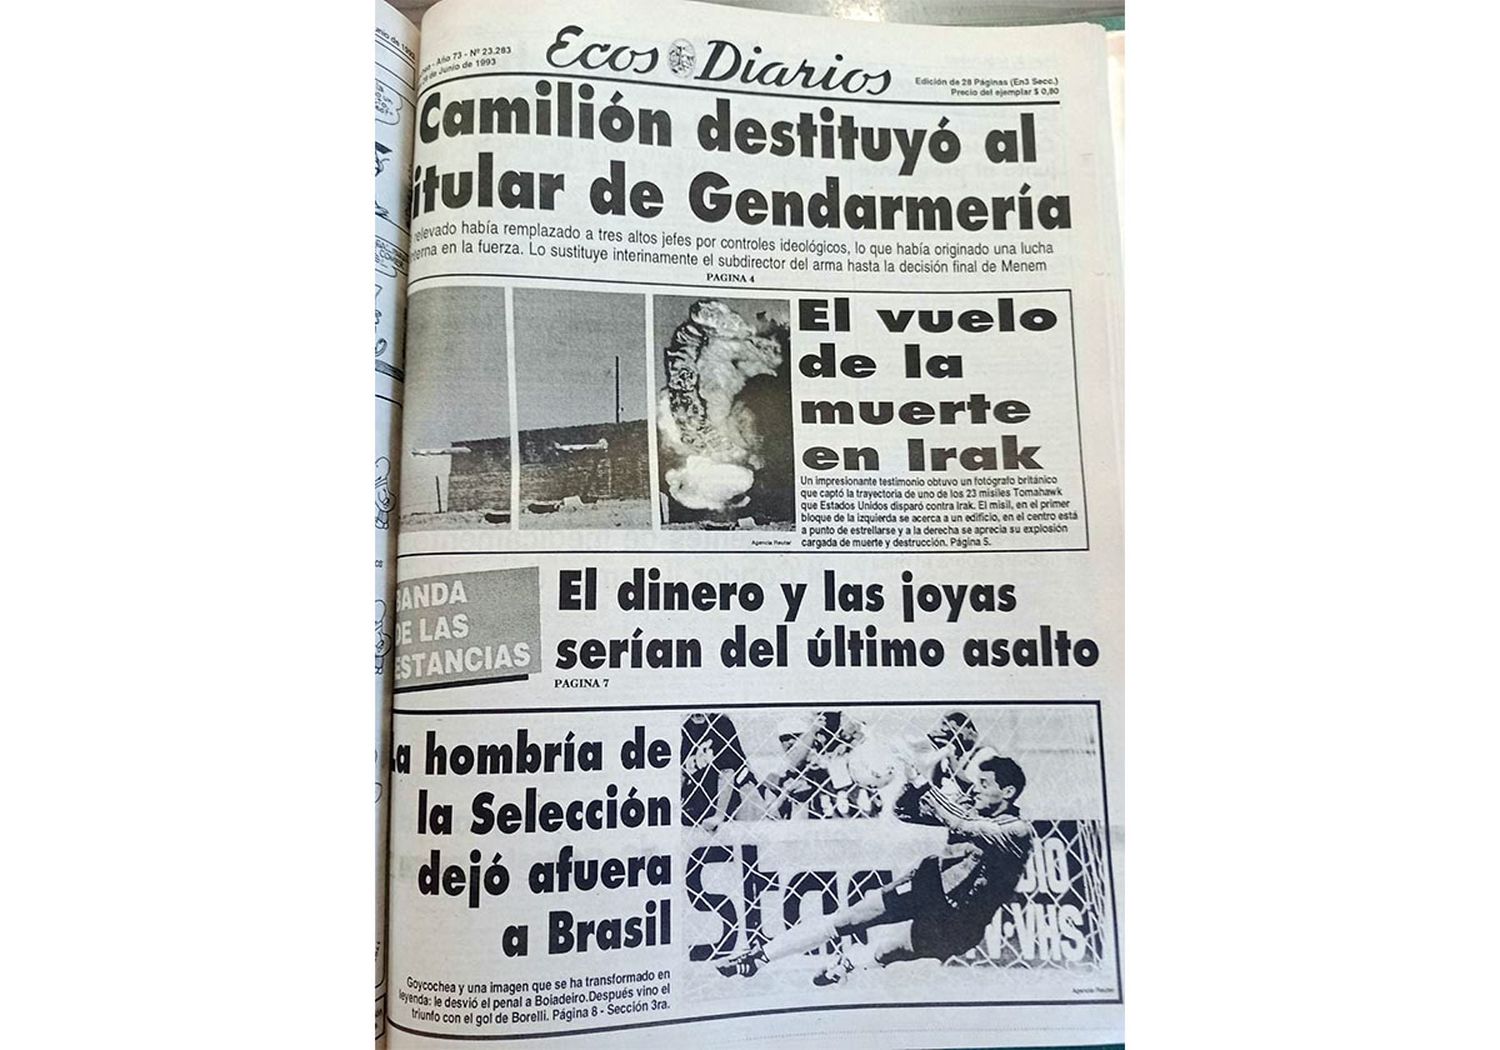 Ecos Diarios
Año 73 - Nº 23.283
de Junio de 1993
Edición de 28 Páginas (En3 Secc.)
Precio del ejemplar $ 0,80
Camilión destituyó al
itular de Gendarmería
relevado había remplazado a tres altos jefes por controles ideológicos, lo que había originado una lucha
erna en la fuerza. Lo sustituye interinamente el subdirector del arma hasta la decisión final de Menem
PAGINA 4
El vuelo
de la
muerte
en Irak
Un impresionante testimonio obtuvo un fotógrafo británico
que captó la trayectoria de uno de los 23 misiles Tomahawk
que Estados Unidos disparó contra Irak. El misil, en el primer
bloque de la izquierda se acerca a un edificio, en el centro está
a punto de estrellarse y a la derecha se aprecia su explosión
cargada de muerte y destrucción. Página 5.
Agencia Reuter
BANDA
DE LAS
ESTANCIAS
El dinero y las joyas
serían del último asalto
PAGINA 7
La hombría de
la Selección
dejó afuera
a Brasil
Goycochea y una imagen que se ha transformado en
leyenda: le desvió el penal a Boiadeiro.Después vino el
triunfo con el gol de Borelli. Página 8 - Sección 3ra.
Sta
DIO
V·VHS
Agencia Reuter